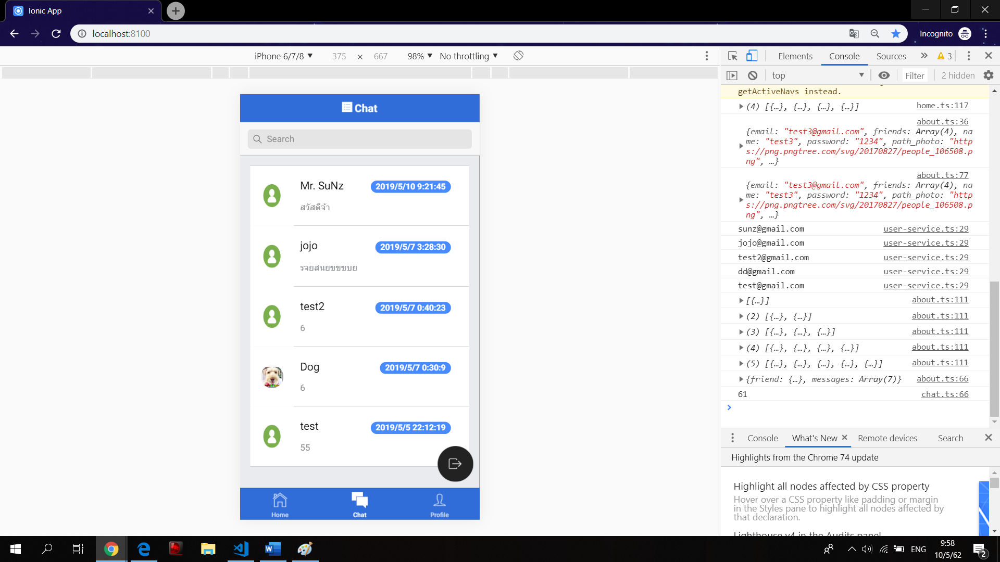 Ionic App
localhost:8100
Incognito
iPhone 6/7/8 ▼ 375 × 667 98% ▼ No throttling ▼
Chat
Search
Mr. SuNz 2019/5/10 9:21:45
สวัสดีจ้า
jojo 2019/5/7 3:28:30
รจยสนยขขขบย
test2 2019/5/7 0:40:23
6
Dog 2019/5/7 0:30:9
6
test 2019/5/5 22:12:19
55
Home Chat Profile
Elements Console Sources » 3
top Filter 2 hidden
getActiveNavs instead.
(4) [{…}, {…}, {…}, {…}] home.ts:117
about.ts:36
{email: "test3@gmail.com", friends: Array(4), na
me: "test3", password: "1234", path_photo: "http
s://png.pngtree.com/svg/20170827/people_106508.p
ng", …}
about.ts:77
{email: "test3@gmail.com", friends: Array(4), na
me: "test3", password: "1234", path_photo: "http
s://png.pngtree.com/svg/20170827/people_106508.p
ng", …}
sunz@gmail.com user-service.ts:29
jojo@gmail.com user-service.ts:29
test2@gmail.com user-service.ts:29
dd@gmail.com user-service.ts:29
test@gmail.com user-service.ts:29
[{…}] about.ts:111
(2) [{…}, {…}] about.ts:111
(3) [{…}, {…}, {…}] about.ts:111
(4) [{…}, {…}, {…}, {…}] about.ts:111
(5) [{…}, {…}, {…}, {…}, {…}] about.ts:111
{friend: {…}, messages: Array(7)} about.ts:66
61 chat.ts:66
Console What's New Remote devices Search
Highlights from the Chrome 74 update
Highlight all nodes affected by CSS property
Hover over a CSS property like padding or margin
in the Styles pane to highlight all nodes affected by
that declaration.
Lighthouse v4 in the Audits panel
ENG
9:58
10/5/62
2